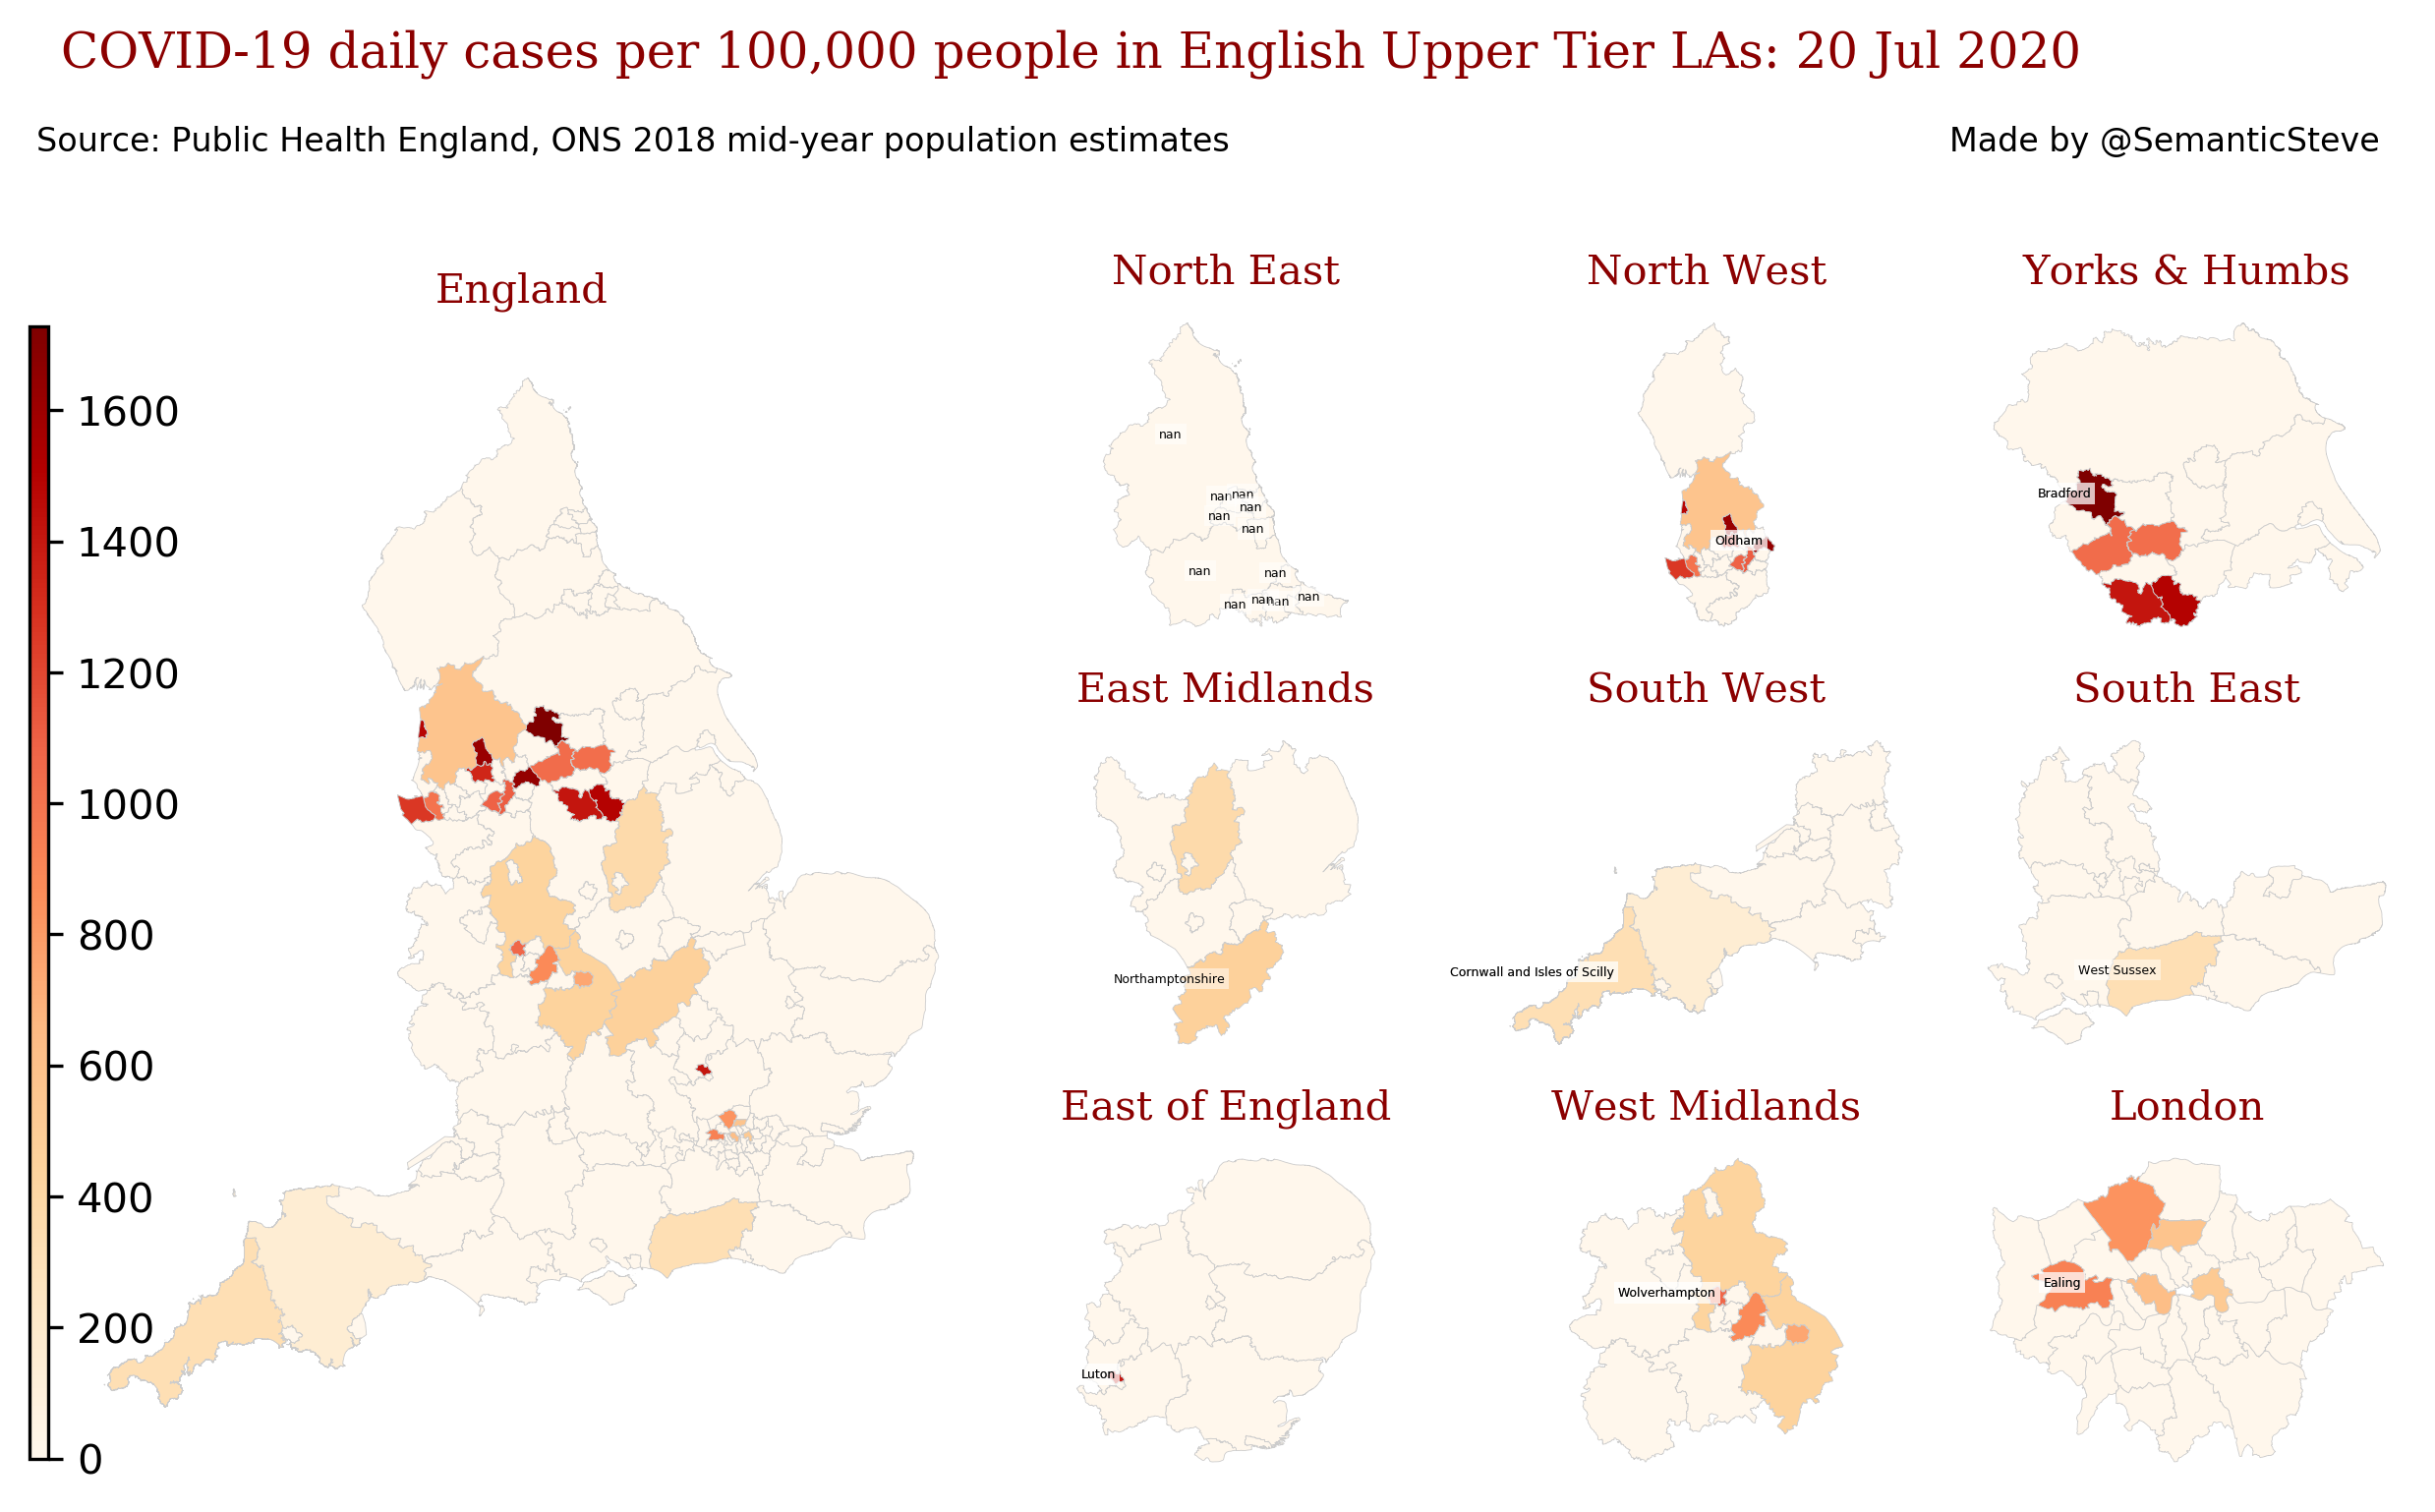 COVID-19 daily cases per 100,000 people in English Upper Tier LAs: 20 Jul 2020
Source: Public Health England, ONS 2018 mid-year population estimates
Made by @SemanticSteve
England
1600
1400
1200
1000
800
600
400
200
0
North East
nan
nan
nan
nan
nan
nan
nan
nan
nan
nan
nan
nan
North West
Oldham
Yorks & Humbs
Bradford
East Midlands
Northamptonshire
South West
Cornwall and Isles of Scilly
South East
West Sussex
East of England
Luton
West Midlands
Wolverhampton
London
Ealing